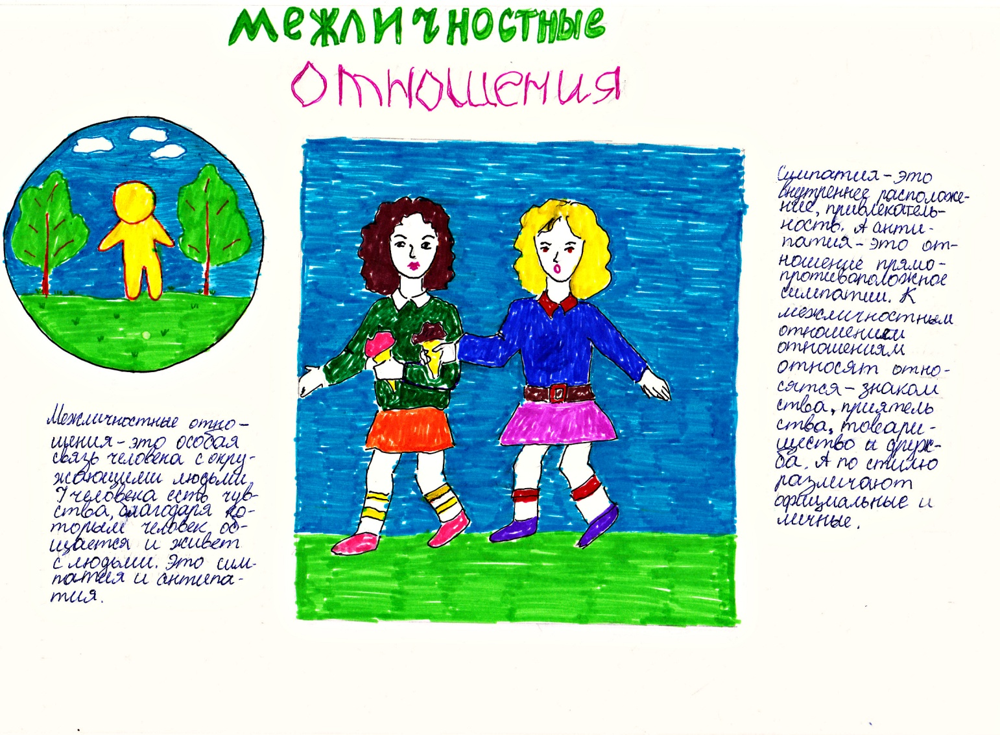 межличностные
отношения
Межличностные отно-
шения - это особая
связь человека с окру-
жающими людьми
У человека есть чув-
ства, благодаря ко-
торым человек об-
щается и живет
с людьми. Это сим-
патия и антипа-
тия.
Симпатия - это
внутреннее расположе-
ние, привлекатель-
ность. А анти-
патия - это от-
ношение прямо-
противоположное
симпатии. К
межличностным
отношениям
отношениям
относят отно-
сятся - знаком
ства, приятель
ства, товари-
щество и друж-
ба. А по стилю
различают
официальные и
личные.